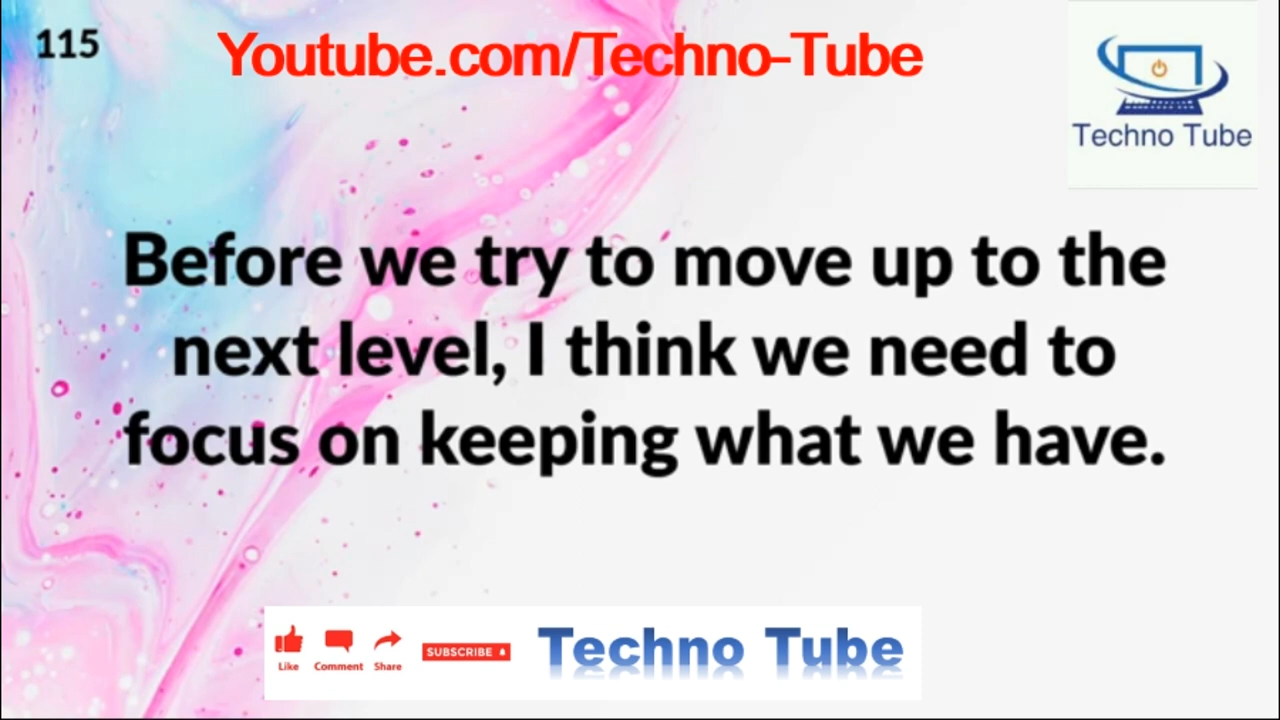 115
Youtube.com/Techno-Tube
Techno Tube
Before we try to move up to the
next level, I think we need to
focus on keeping what we have.
Like Comment Share
SUBSCRIBE
Techno Tube